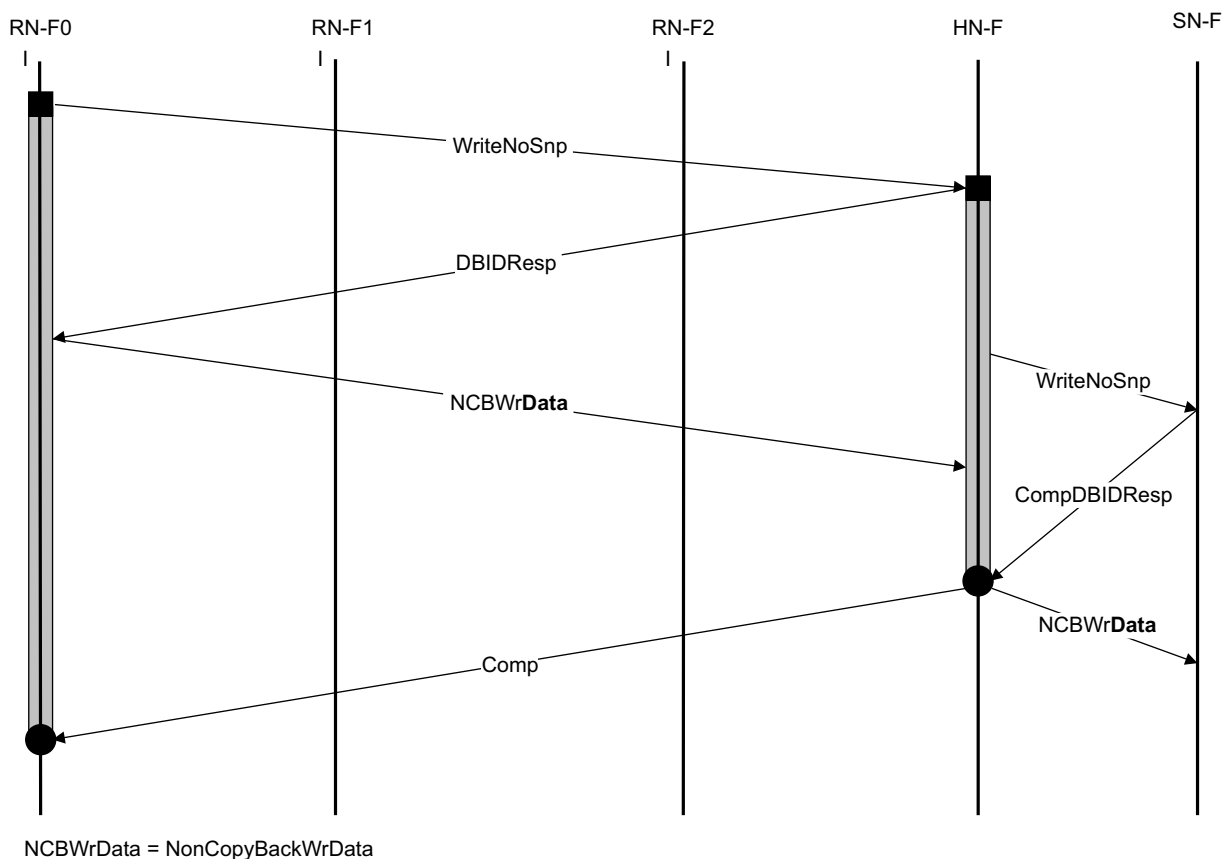 RN-F0 RN-F1 RN-F2 HN-F SN-F
I I I
WriteNoSnp
DBIDResp
WriteNoSnp
NCBWrData
CompDBIDResp
NCBWrData
Comp
NCBWrData = NonCopyBackWrData